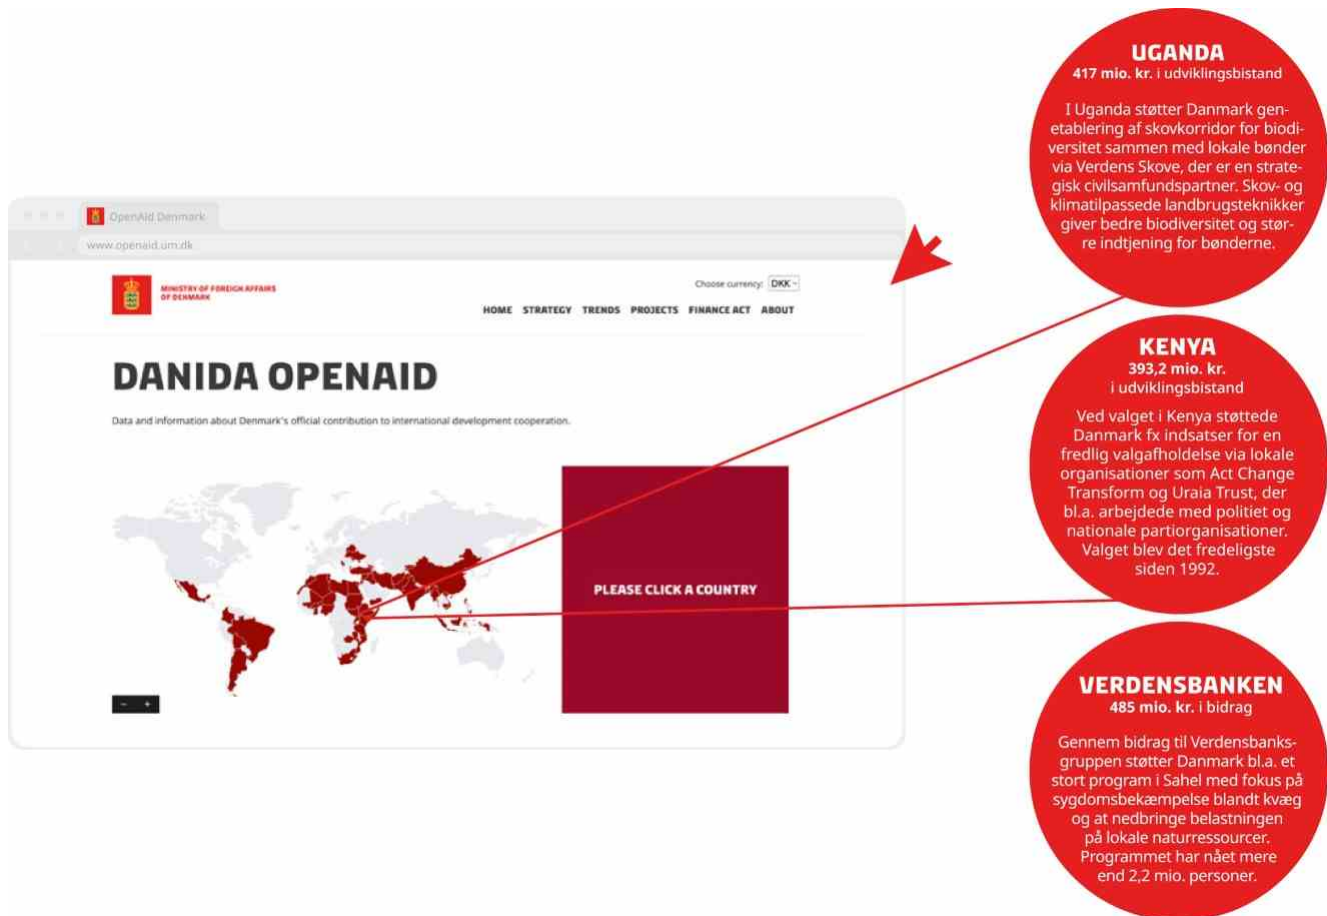 OpenAid Denmark
www.openaid.um.dk
MINISTRY OF FOREIGN AFFAIRS
OF DENMARK
Choose currency: DKK
HOME STRATEGY TRENDS PROJECTS FINANCE ACT ABOUT
DANIDA OPENAID
Data and information about Denmark's official contribution to international development cooperation.
PLEASE CLICK A COUNTRY
- +
UGANDA
417 mio. kr. i udviklingsbistand
I Uganda støtter Danmark gen-
etablering af skovkorridor for biodi-
versitet sammen med lokale bønder
via Verdens Skove, der er en strate-
gisk civilsamfundspartner. Skov- og
klimatilpassede landbrugsteknikker
giver bedre biodiversitet og stør-
re indtjening for bønderne.
KENYA
393,2 mio. kr.
i udviklingsbistand
Ved valget i Kenya støttede
Danmark fx indsatser for en
fredlig valgafholdelse via lokale
organisationer som Act Change
Transform og Uraia Trust, der
bl.a. arbejdede med politiet og
nationale partiorganisationer.
Valget blev det fredeligste
siden 1992.
VERDENSBANKEN
485 mio. kr. i bidrag
Gennem bidrag til Verdensbanks-
gruppen støtter Danmark bl.a. et
stort program i Sahel med fokus på
sygdomsbekæmpelse blandt kvæg
og at nedbringe belastningen
på lokale naturressourcer.
Programmet har nået mere
end 2,2 mio. personer.